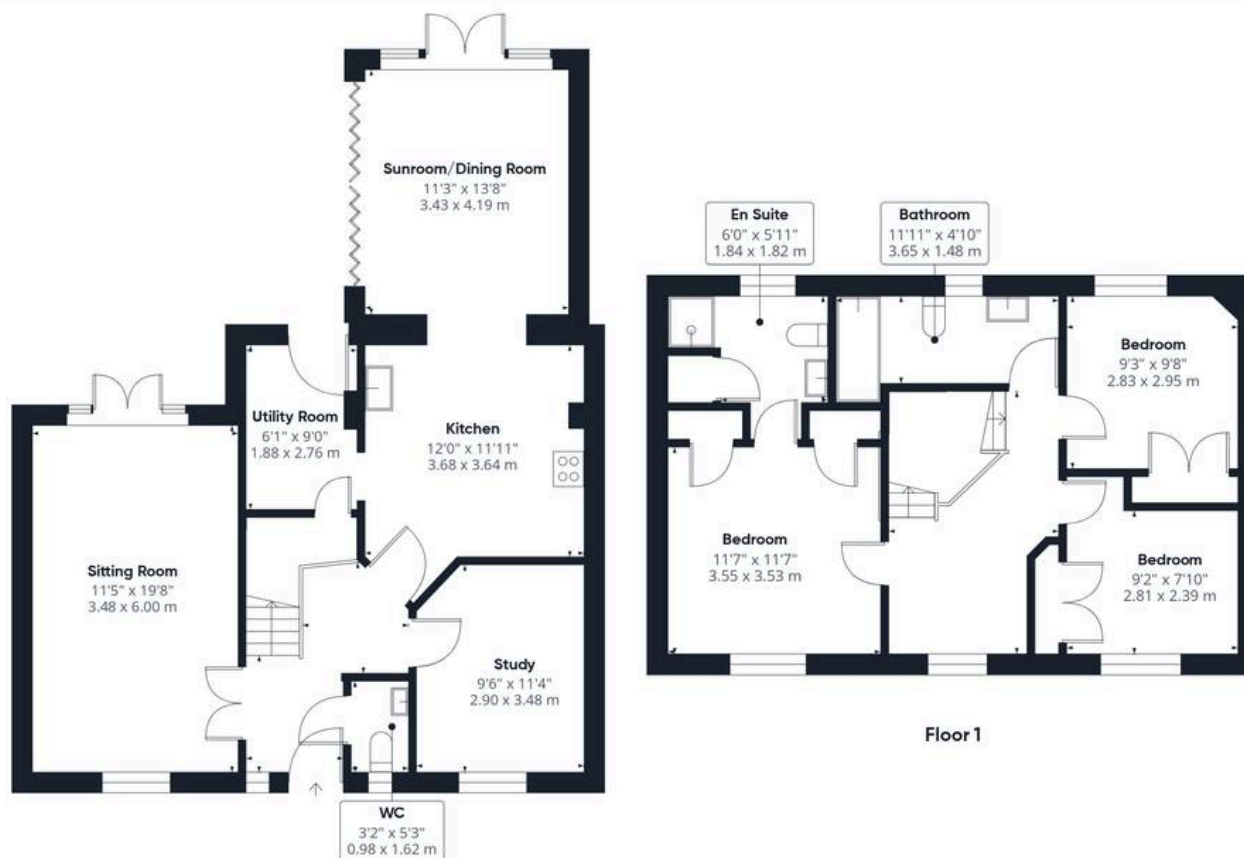 Sunroom/Dining Room
11'3" x 13'8"
3.43 x 4.19 m
Utility Room
6'1" x 9'0"
1.88 x 2.76 m
Kitchen
12'0" x 11'11"
3.68 x 3.64 m
Sitting Room
11'5" x 19'8"
3.48 x 6.00 m
Study
9'6" x 11'4"
2.90 x 3.48 m
WC
3'2" x 5'3"
0.98 x 1.62 m
En Suite
6'0" x 5'11"
1.84 x 1.82 m
Bathroom
11'11" x 4'10"
3.65 x 1.48 m
Bedroom
9'3" x 9'8"
2.83 x 2.95 m
Bedroom
11'7" x 11'7"
3.55 x 3.53 m
Bedroom
9'2" x 7'10"
2.81 x 2.39 m
Floor 1